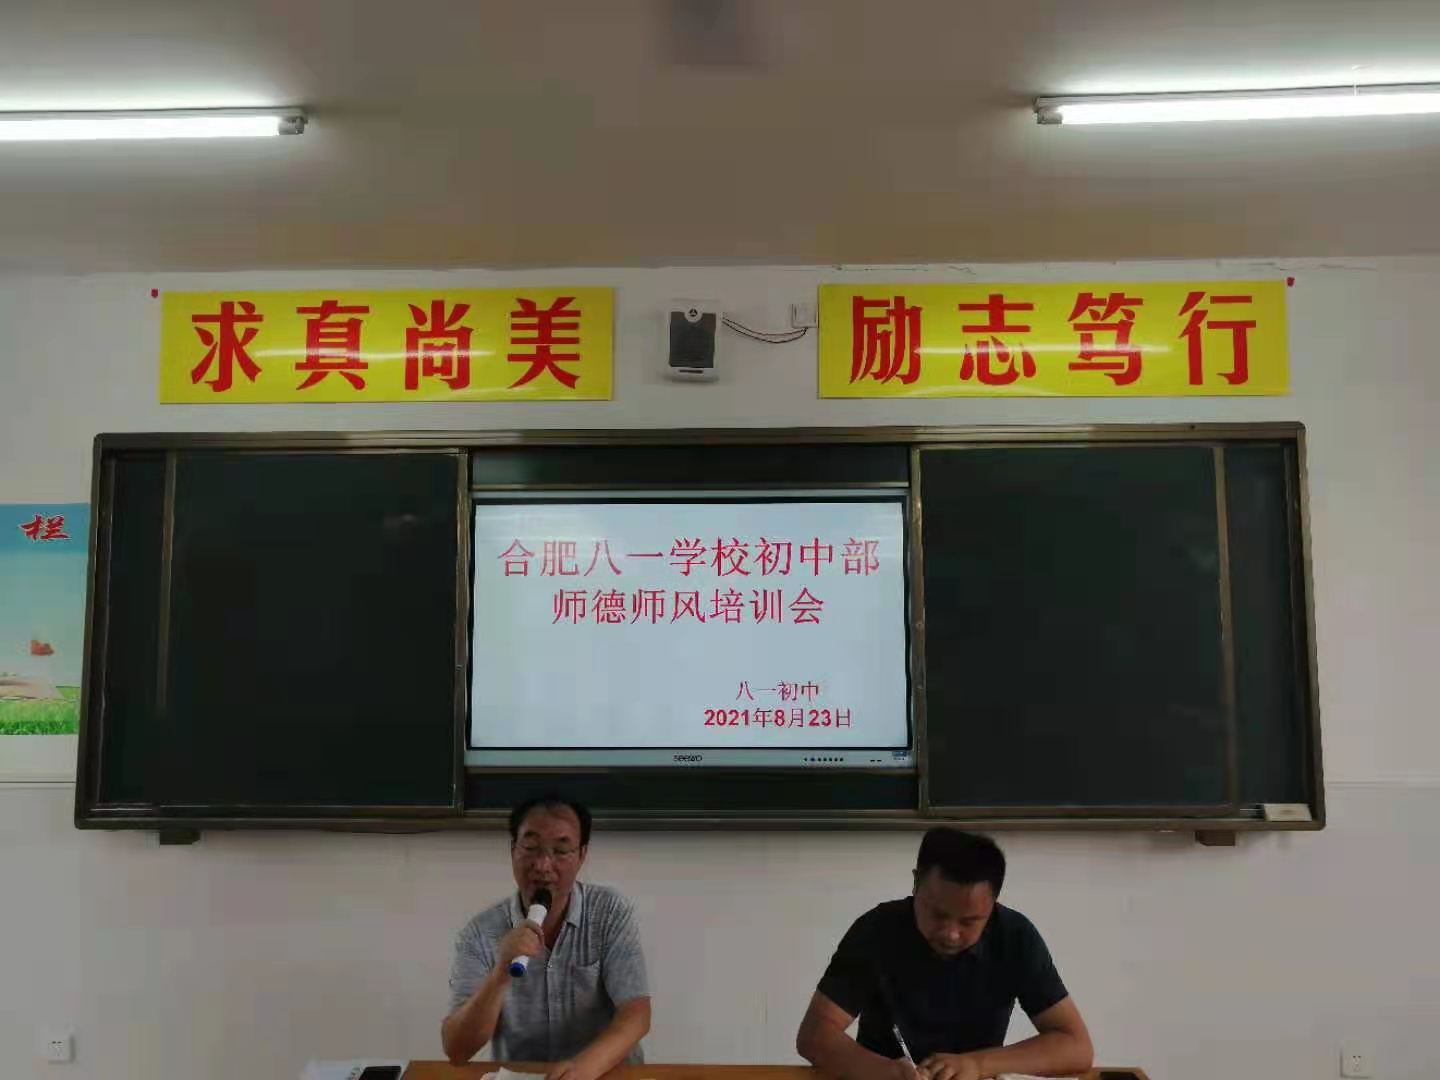 求真尚美
励志笃行
栏
合肥八一学校初中部
师德师风培训会
八一初中
2021年8月23日
seewo